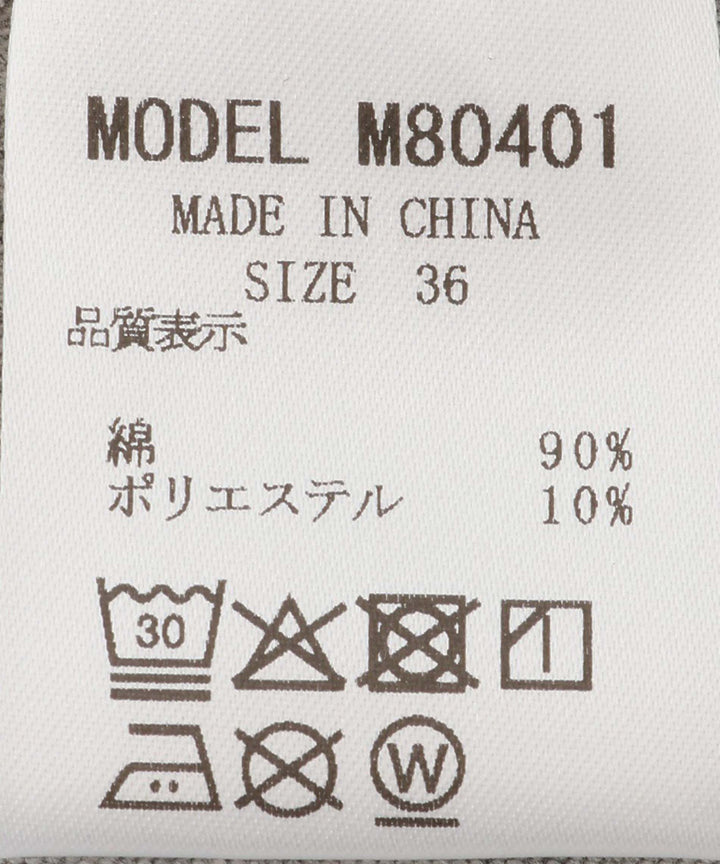 MODEL M80401
MADE IN CHINA
SIZE 36
品質表示
綿 90%
ポリエステル 10%
30
W